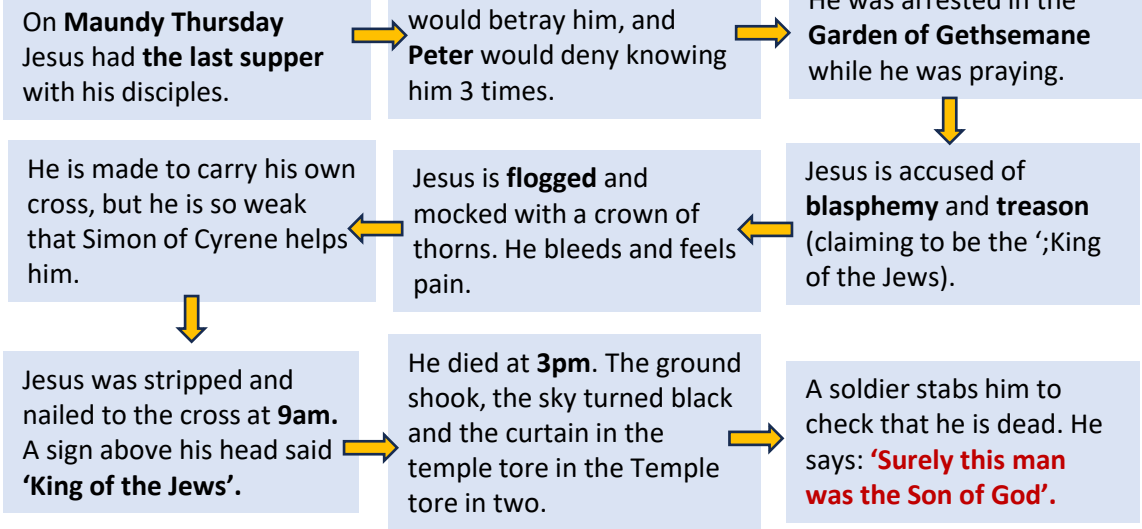 On Maundy Thursday
Jesus had the last supper
with his disciples.
would betray him, and
Peter would deny knowing
him 3 times.
He was arrested in the
Garden of Gethsemane
while he was praying.
Jesus is accused of
blasphemy and treason
(claiming to be the ‘;King
of the Jews).
Jesus is flogged and
mocked with a crown of
thorns. He bleeds and feels
pain.
He is made to carry his own
cross, but he is so weak
that Simon of Cyrene helps
him.
Jesus was stripped and
nailed to the cross at 9am.
A sign above his head said
‘King of the Jews’.
He died at 3pm. The ground
shook, the sky turned black
and the curtain in the
temple tore in the Temple
tore in two.
A soldier stabs him to
check that he is dead. He
says: ‘Surely this man
was the Son of God’.